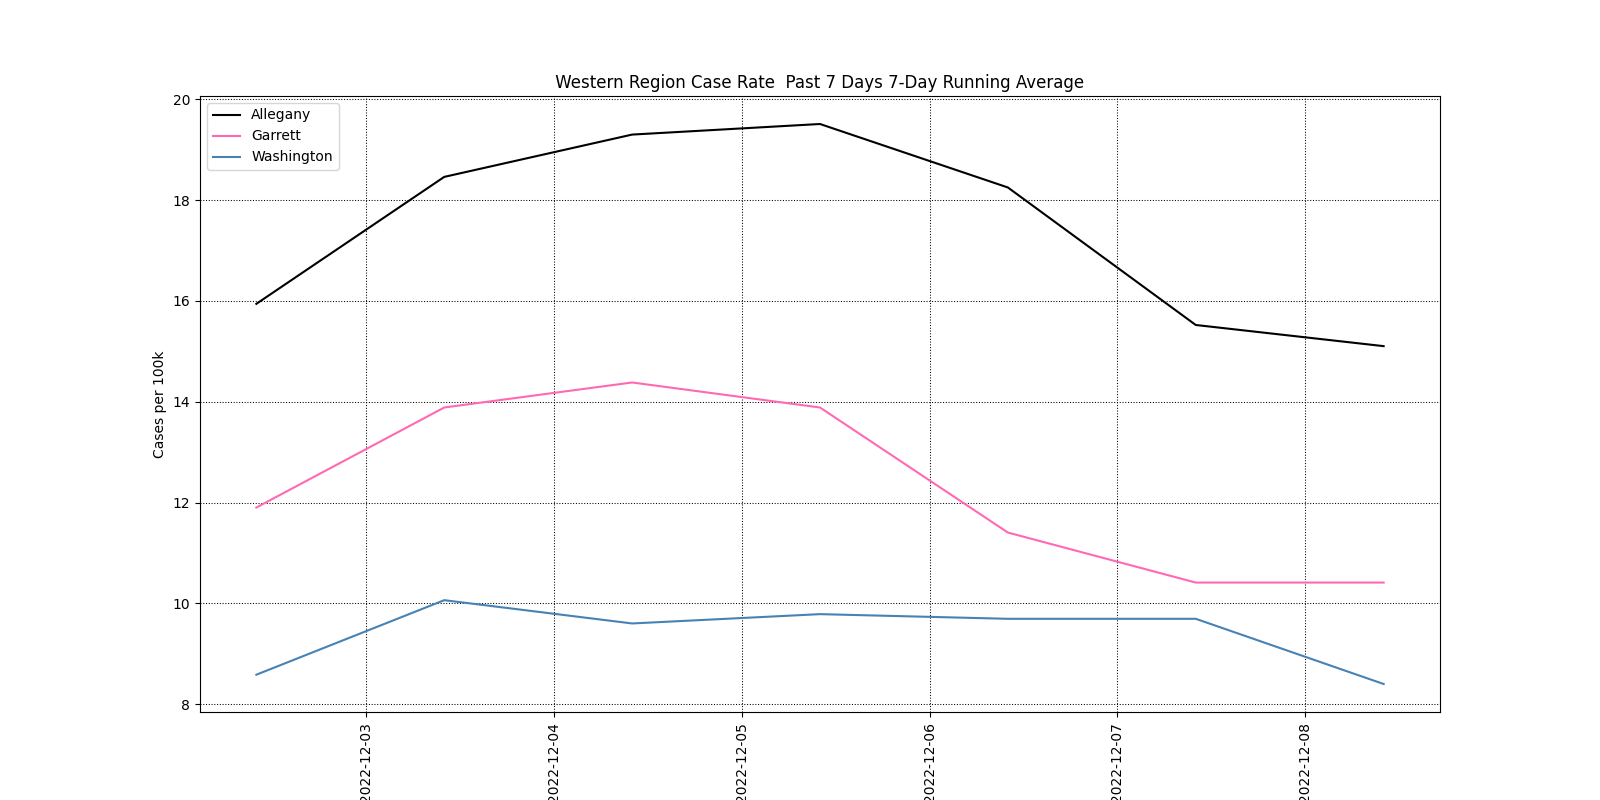 Western Region Case Rate  Past 7 Days 7-Day Running Average
Allegany
Garrett
Washington
Cases per 100k
20
18
16
14
12
10
8
2022-12-03
2022-12-04
2022-12-05
2022-12-06
2022-12-07
2022-12-08